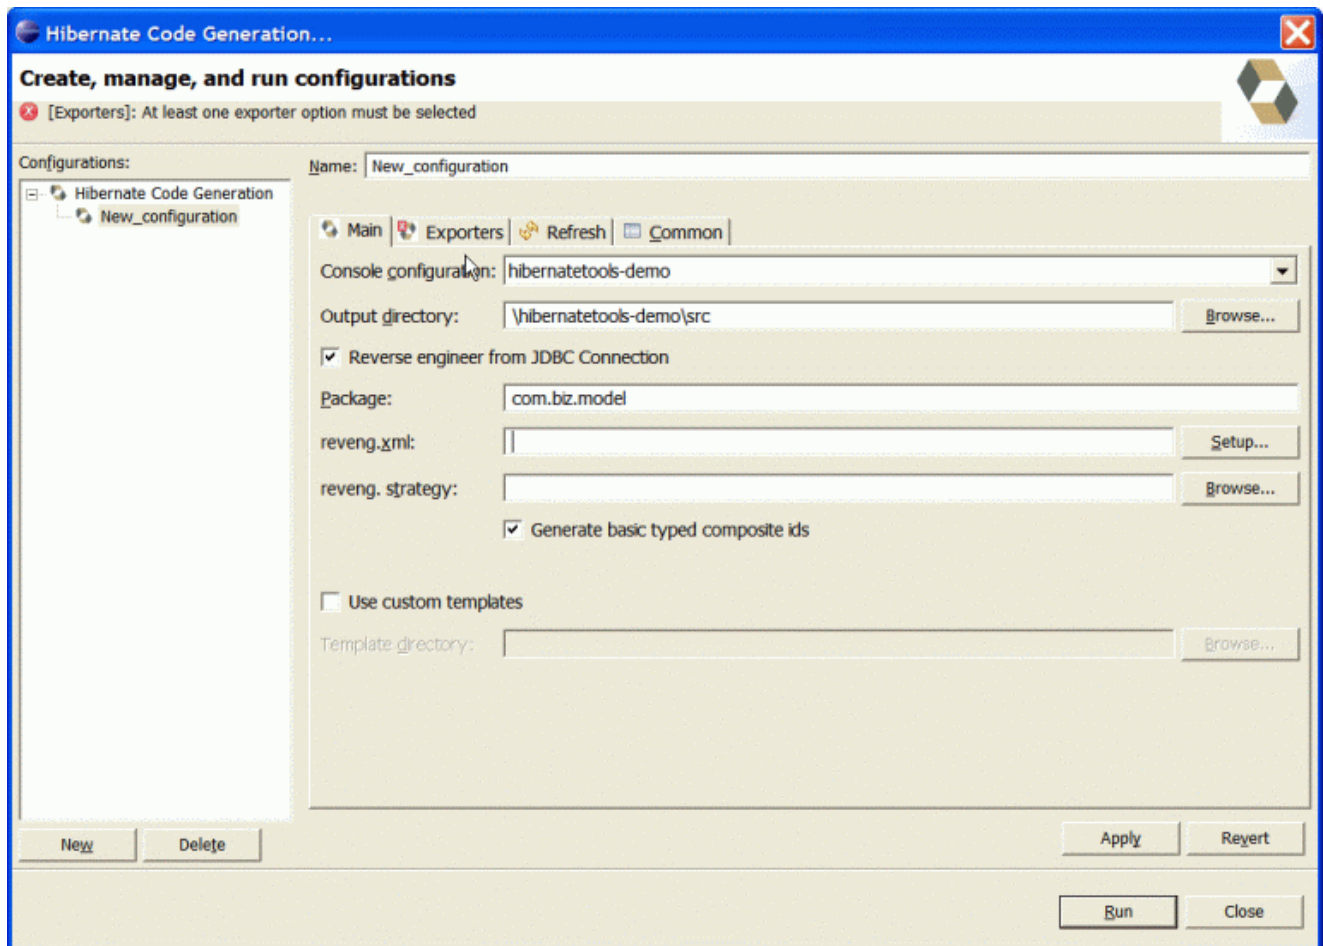 Hibernate Code Generation...
Create, manage, and run configurations
[Exporters]: At least one exporter option must be selected
Configurations:
Hibernate Code Generation
New_configuration
Name: New_configuration
Main Exporters Refresh Common
Console configuration: hibernatetools-demo
Output directory: \hibernatetools-demo\src Browse...
Reverse engineer from JDBC Connection
Package: com.biz.model
reveng.xml: Setup...
reveng. strategy: Browse...
Generate basic typed composite ids
Use custom templates
Template directory: Browse...
New Delete
Apply Revert
Run Close